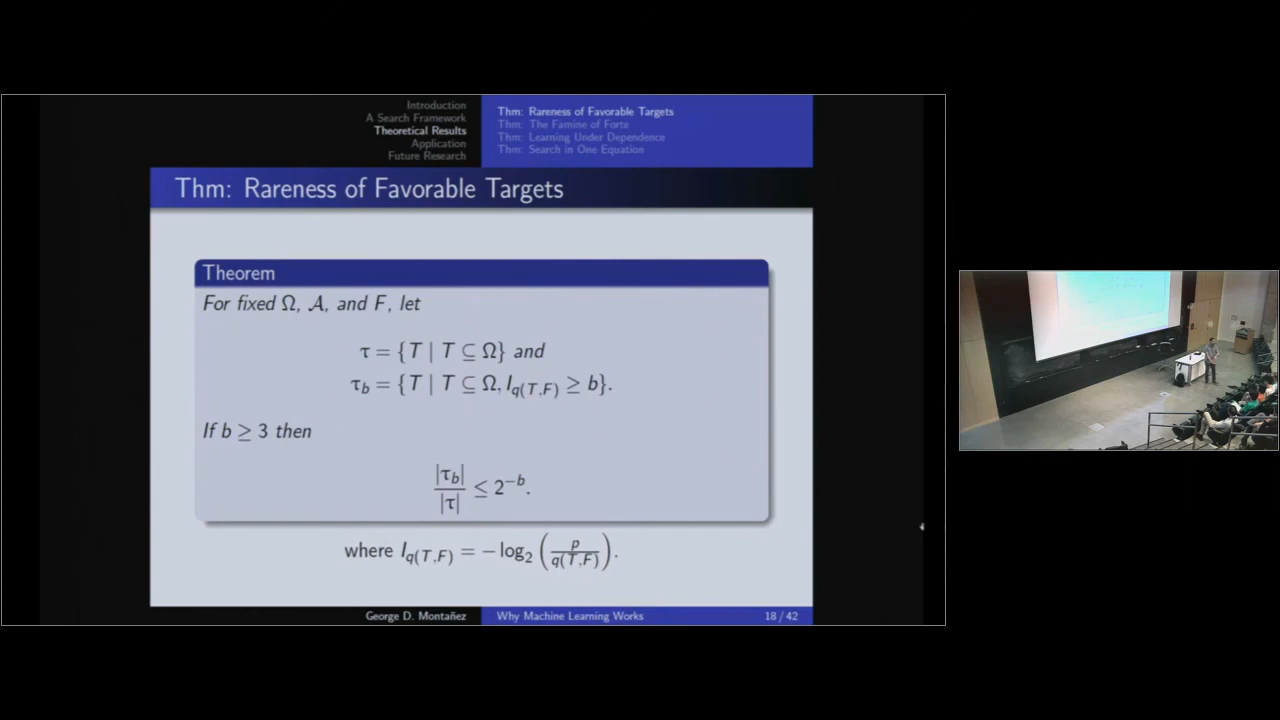 Introduction
A Search Framework
Theoretical Results
Application
Future Research
Thm: Rareness of Favorable Targets
Thm: The Famine of Forte
Thm: Learning Under Dependence
Thm: Search in One Equation
Thm: Rareness of Favorable Targets
Theorem
For fixed Ω, 𝒜, and F, let
τ = {T | T ⊆ Ω} and
τ_b = {T | T ⊆ Ω, I_q(T,F) ≥ b}.
If b ≥ 3 then
|τ_b| / |τ| ≤ 2^−b.
where I_q(T,F) = −log₂ (p / q(T,F)).
George D. Montañez
Why Machine Learning Works
18 / 42